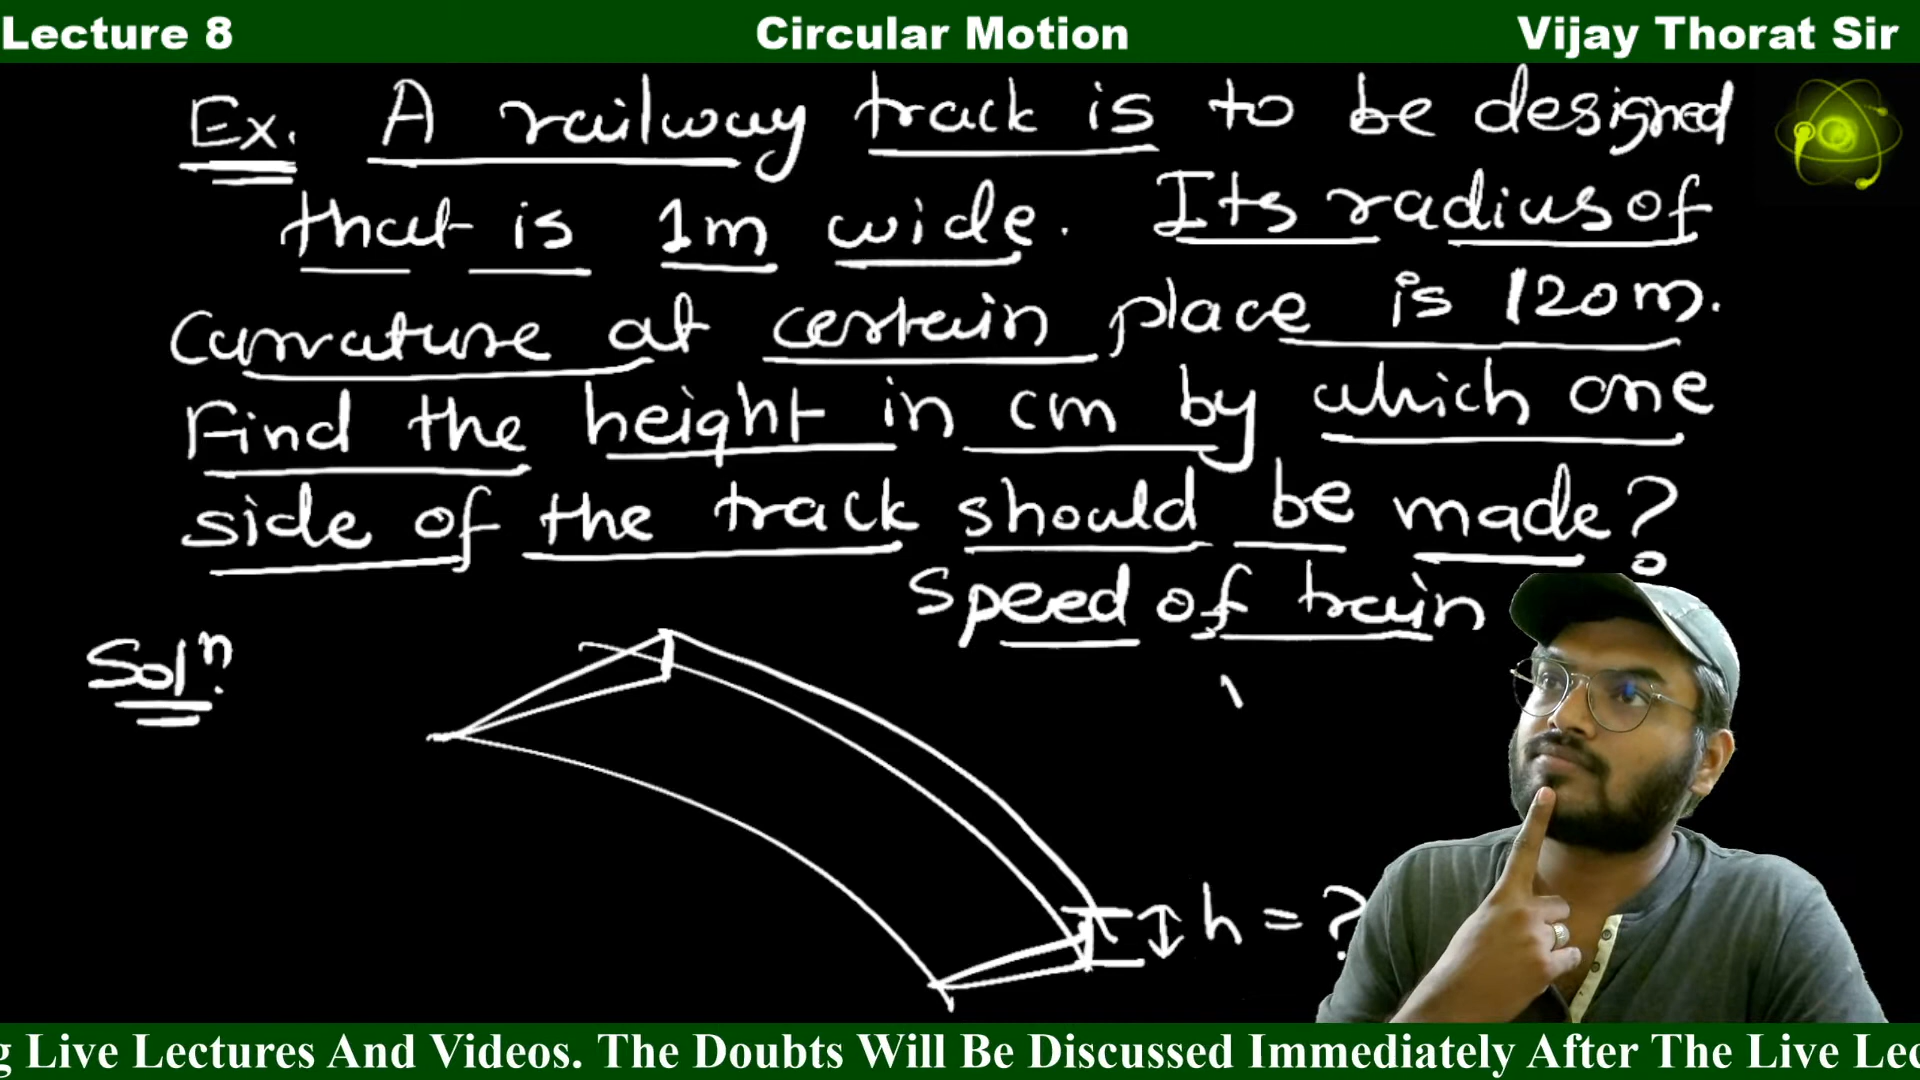 Lecture 8 Circular Motion Vijay Thorat Sir
Ex. A railway track is to be designed
that is 1m wide. Its radius of
curvature at certain place is 120m.
Find the height in cm by which one
side of the track should be made?
Speed of train
Solⁿ:
h = ?
g Live Lectures And Videos. The Doubts Will Be Discussed Immediately After The Live Lec